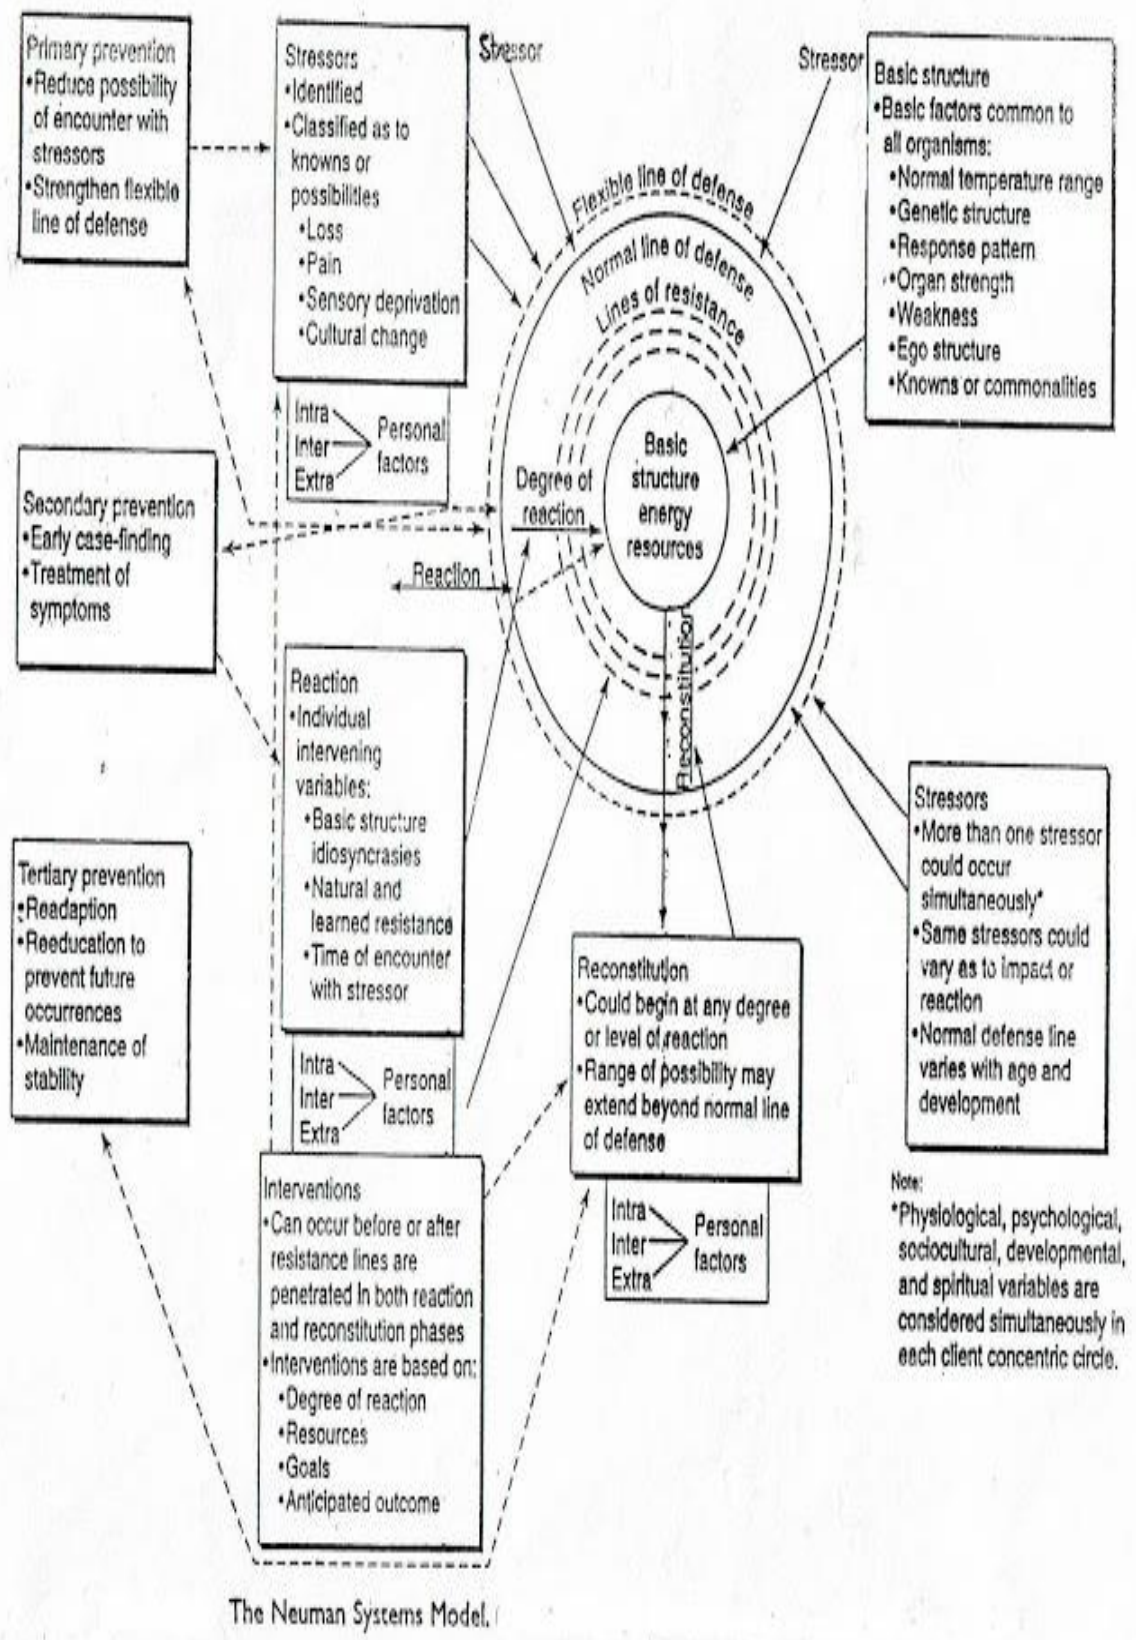 Primary prevention
•Reduce possibility
of encounter with
stressors
•Strengthen flexible
line of defense
Stressors
•Identified
•Classified as to
knowns or
possibilities
•Loss
•Pain
•Sensory deprivation
•Cultural change
Intra
Inter
Extra
Personal
factors
Stressor
Stressor
Basic structure
•Basic factors common to
all organisms:
•Normal temperature range
•Genetic structure
•Response pattern
•Organ strength
•Weakness
•Ego structure
•Knowns or commonalities
Flexible line of defense
Normal line of defense
Lines of resistance
Basic
structure
energy
resources
Degree of
reaction
Reaction
Reconstitution
Secondary prevention
•Early case-finding
•Treatment of
symptoms
Reaction
•Individual
intervening
variables:
•Basic structure
idiosyncrasies
•Natural and
learned resistance
•Time of encounter
with stressor
Intra
Inter
Extra
Personal
factors
Tertiary prevention
•Readaption
•Reeducation to
prevent future
occurrences
•Maintenance of
stability
Interventions
•Can occur before or after
resistance lines are
penetrated in both reaction
and reconstitution phases
•Interventions are based on:
•Degree of reaction
•Resources
•Goals
•Anticipated outcome
Reconstitution
•Could begin at any degree
or level of reaction
•Range of possibility may
extend beyond normal line
of defense
Intra
Inter
Extra
Personal
factors
Stressors
•More than one stressor
could occur
simultaneously*
•Same stressors could
vary as to impact or
reaction
•Normal defense line
varies with age and
development
Note:
*Physiological, psychological,
sociocultural, developmental,
and spiritual variables are
considered simultaneously in
each client concentric circle.
The Neuman Systems Model.